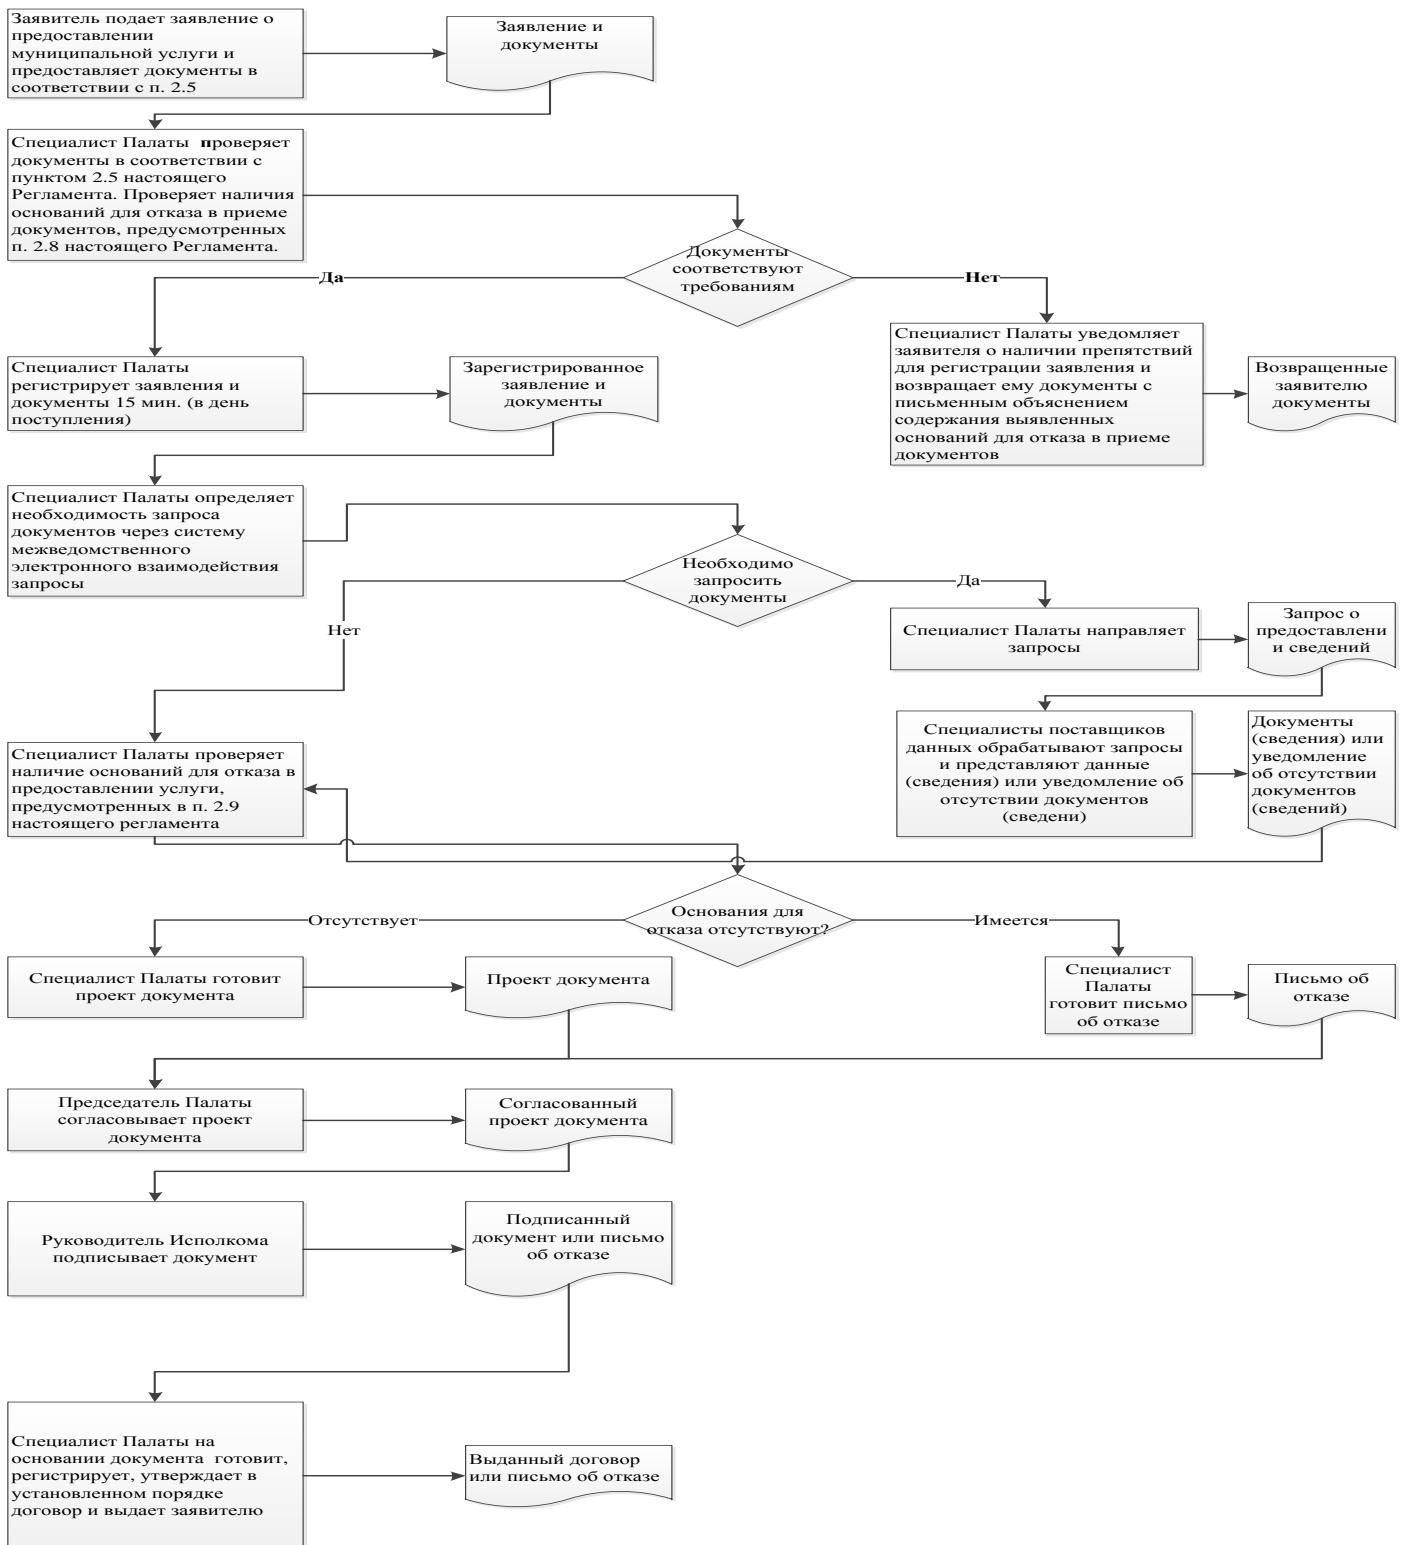 Заявитель подает заявление о
предоставлении
муниципальной услуги и
предоставляет документы в
соответствии с п. 2.5
Заявление и
документы
Специалист Палаты проверяет
документы в соответствии с
пунктом 2.5 настоящего
Регламента. Проверяет наличия
оснований для отказа в приеме
документов, предусмотренных
п. 2.8 настоящего Регламента.
Документы
соответствуют
требованиям
Да
Нет
Специалист Палаты
регистрирует заявления и
документы 15 мин. (в день
поступления)
Зарегистрированное
заявление и
документы
Специалист Палаты уведомляет
заявителя о наличии препятствий
для регистрации заявления и
возвращает ему документы с
письменным объяснением
содержания выявленных
оснований для отказа в приеме
документов
Возвращенные
заявителю
документы
Специалист Палаты определяет
необходимость запроса
документов через систему
межведомственного
электронного взаимодействия
запросы
Необходимо
запросить
документы
Да
Нет
Специалист Палаты направляет
запросы
Запрос о
предоставлени
и сведений
Специалисты поставщиков
данных обрабатывают запросы
и представляют данные
(сведения) или уведомление об
отсутствии документов
(сведени)
Документы
(сведения) или
уведомление
об отсутствии
документов
(сведений)
Специалист Палаты проверяет
наличие оснований для отказа в
предоставлении услуги,
предусмотренных в п. 2.9
настоящего регламента
Основания для
отказа отсутствуют?
Отсутствует
Имеется
Специалист Палаты готовит
проект документа
Проект документа
Специалист
Палаты
готовит письмо
об отказе
Письмо об
отказе
Председатель Палаты
согласовывает проект
документа
Согласованный
проект документа
Руководитель Исполкома
подписывает документ
Подписанный
документ или письмо
об отказе
Специалист Палаты на
основании документа готовит,
регистрирует, утверждает в
установленном порядке
договор и выдает заявителю
Выданный договор
или письмо об отказе